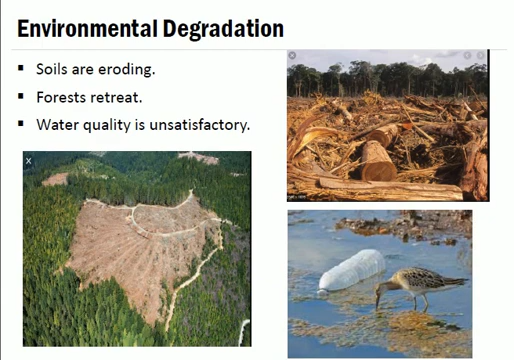 Environmental Degradation
▪ Soils are eroding.
▪ Forests retreat.
▪ Water quality is unsatisfactory.
x